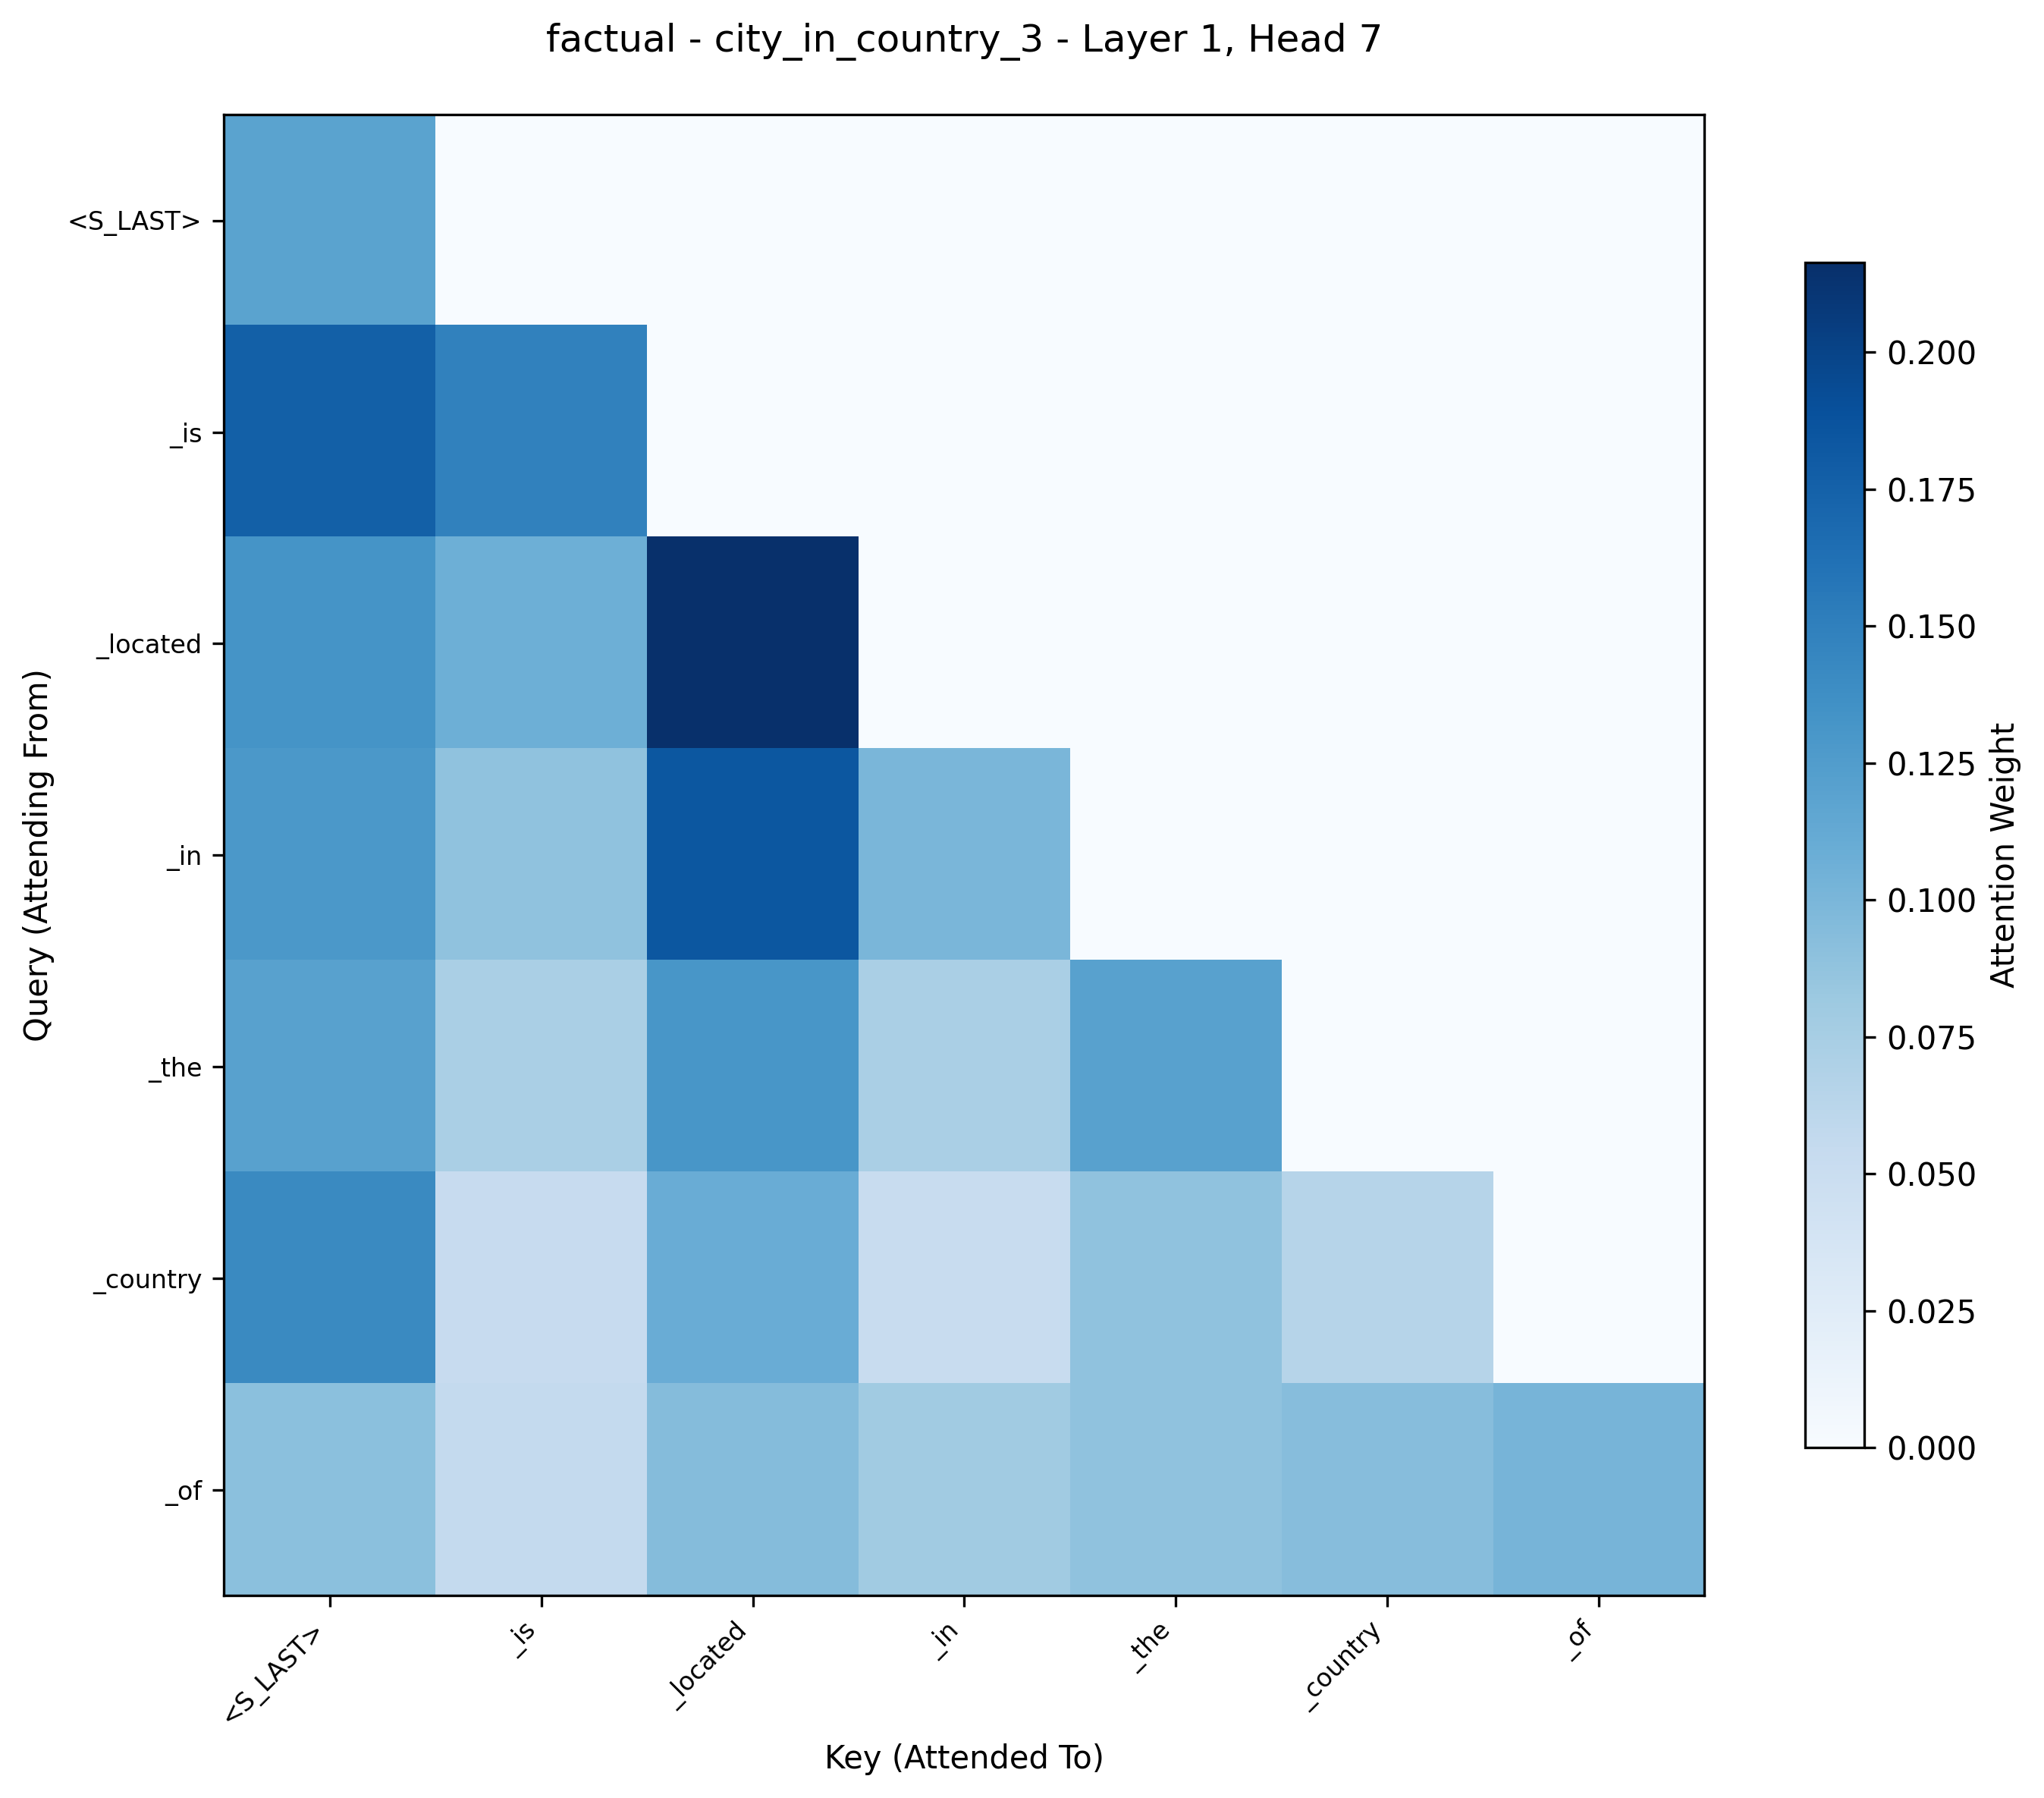 factual - city_in_country_3 - Layer 1, Head 7
Query (Attending From)
<S_LAST>
_is
_located
_in
_the
_country
_of
<S_LAST>
_is
_located
_in
_the
_country
_of
Key (Attended To)
0.200
0.175
0.150
0.125
0.100
0.075
0.050
0.025
0.000
Attention Weight